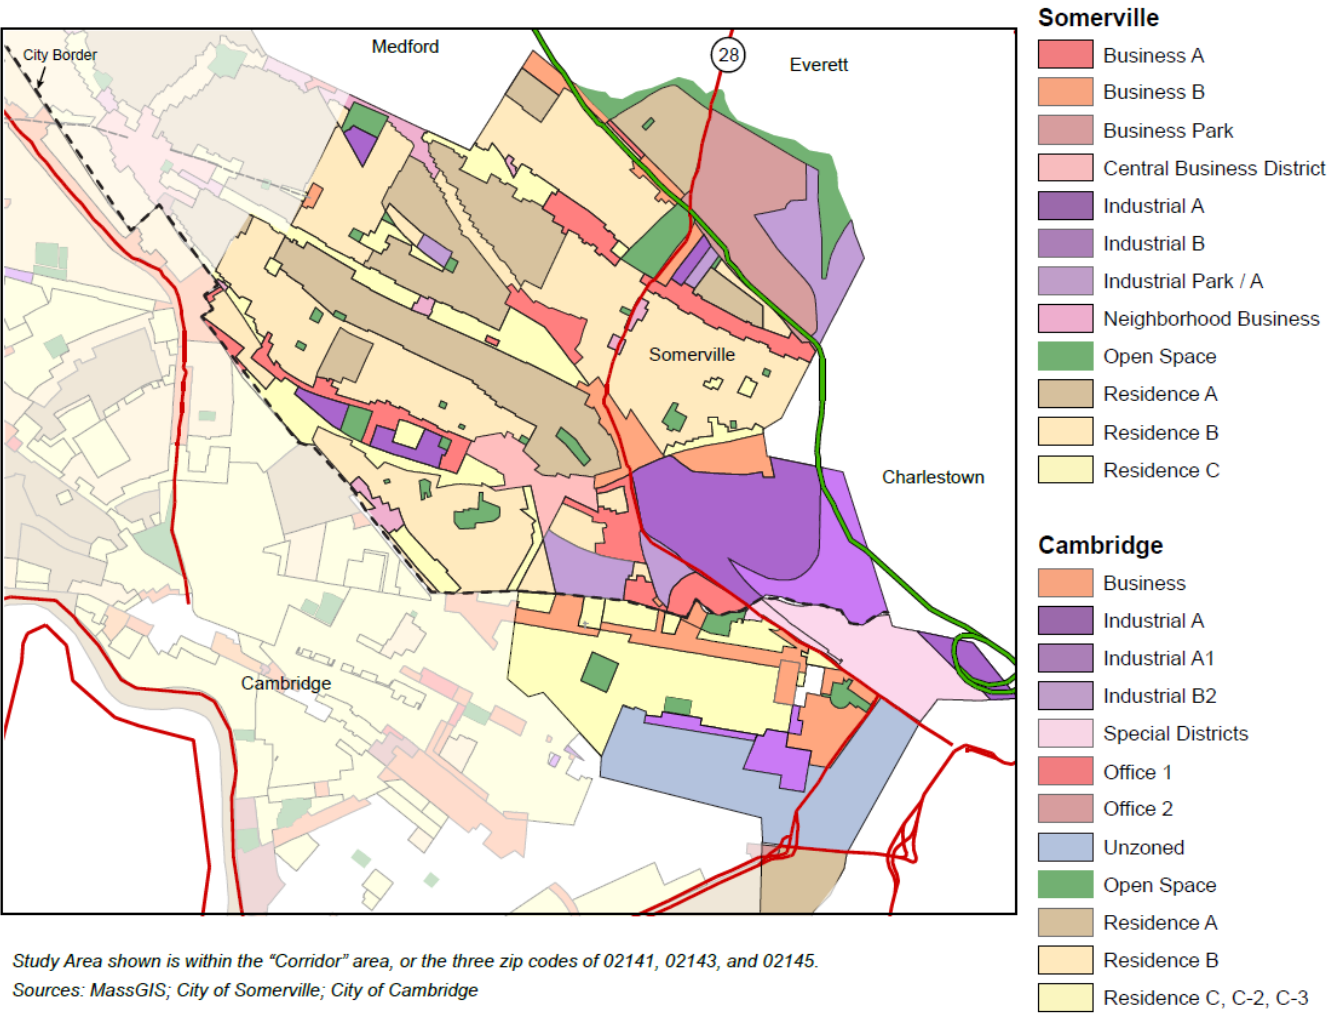 City Border
Medford
28
Everett
Somerville
Charlestown
Cambridge
Somerville
Business A
Business B
Business Park
Central Business District
Industrial A
Industrial B
Industrial Park / A
Neighborhood Business
Open Space
Residence A
Residence B
Residence C
Cambridge
Business
Industrial A
Industrial A1
Industrial B2
Special Districts
Office 1
Office 2
Unzoned
Open Space
Residence A
Residence B
Residence C, C-2, C-3
Study Area shown is within the “Corridor” area, or the three zip codes of 02141, 02143, and 02145.
Sources: MassGIS; City of Somerville; City of Cambridge